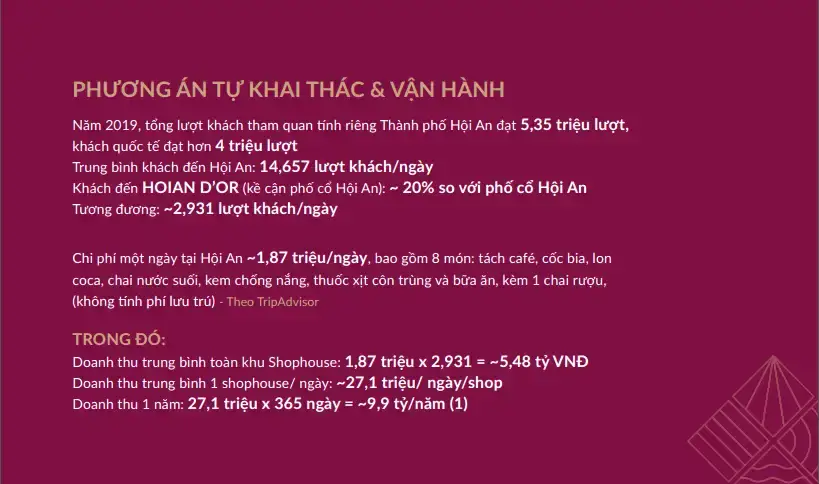 PHƯƠNG ÁN TỰ KHAI THÁC & VẬN HÀNH
Năm 2019, tổng lượt khách tham quan tính riêng Thành phố Hội An đạt 5,35 triệu lượt,
khách quốc tế đạt hơn 4 triệu lượt
Trung bình khách đến Hội An: 14,657 lượt khách/ngày
Khách đến HOIAN D'OR (kề cận phố cổ Hội An): ~ 20% so với phố cổ Hội An
Tương đương: ~2,931 lượt khách/ngày
Chi phí một ngày tại Hội An ~1,87 triệu/ngày, bao gồm 8 món: tách café, cốc bia, lon
coca, chai nước suối, kem chống nắng, thuốc xịt côn trùng và bữa ăn, kèm 1 chai rượu,
(không tính phí lưu trú) - Theo TripAdvisor
TRONG ĐÓ:
Doanh thu trung bình toàn khu Shophouse: 1,87 triệu x 2,931 = ~5,48 tỷ VNĐ
Doanh thu trung bình 1 shophouse/ ngày: ~27,1 triệu/ ngày/shop
Doanh thu 1 năm: 27,1 triệu x 365 ngày = ~9,9 tỷ/năm (1)